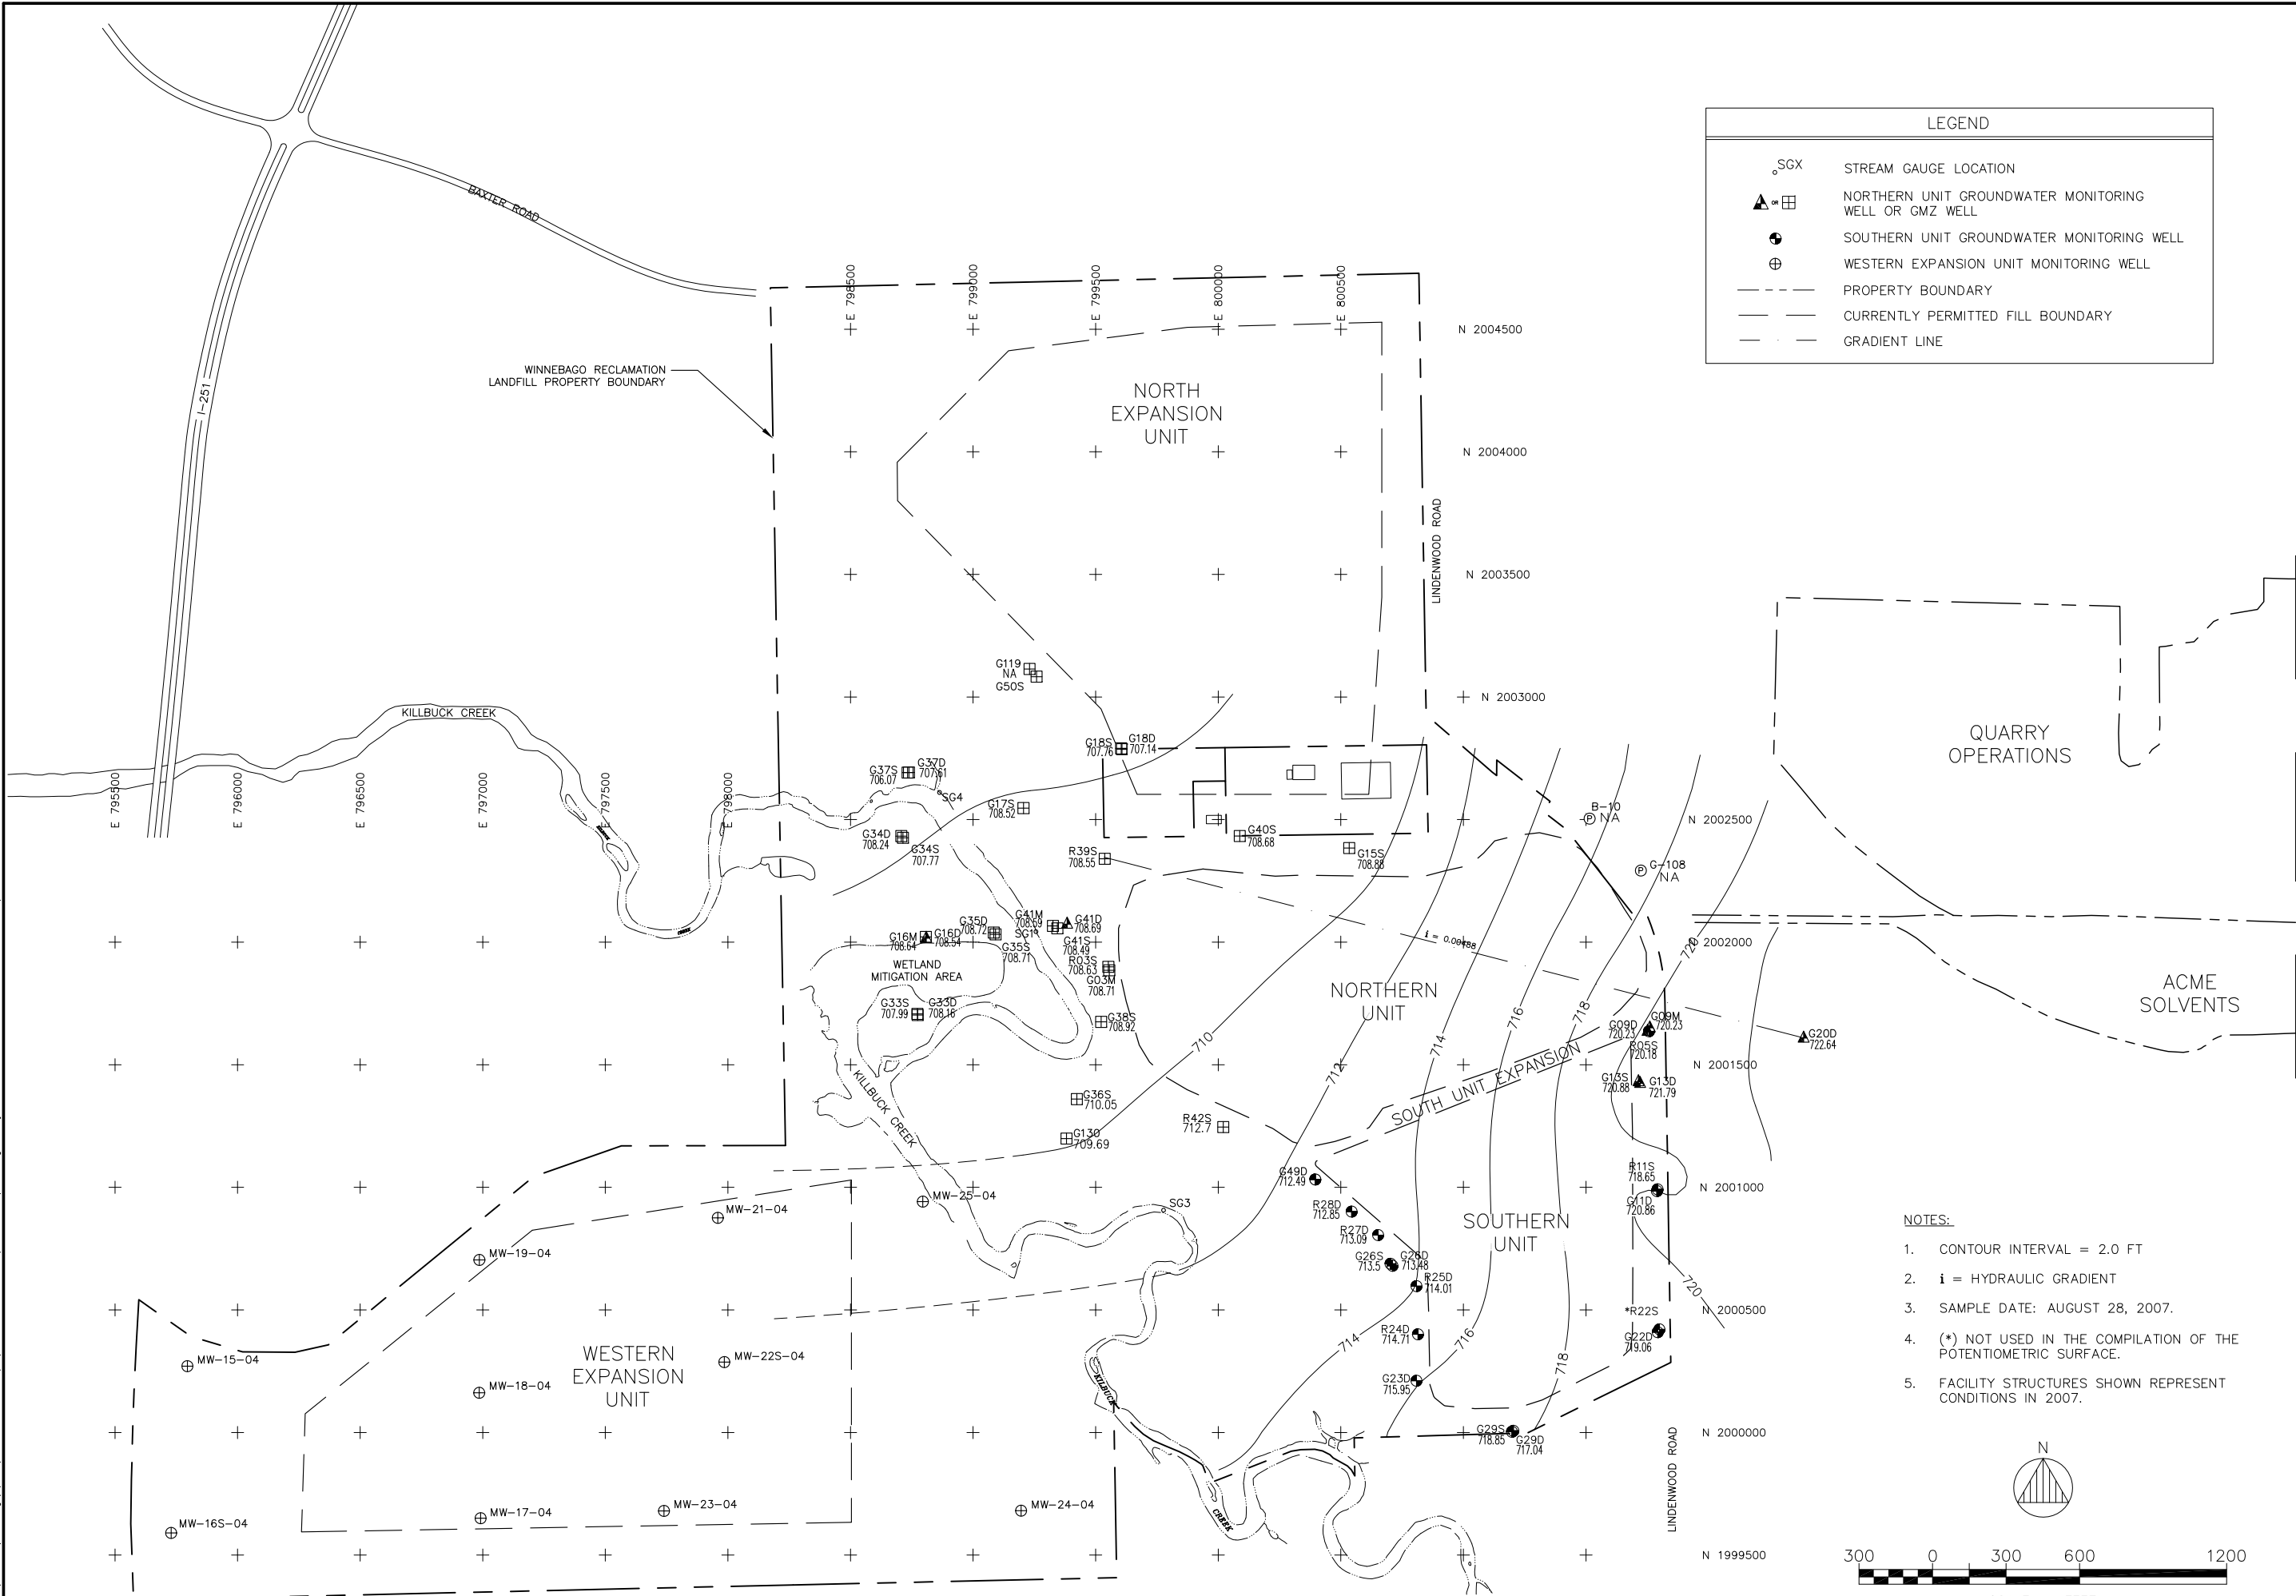 LEGEND
SGX
STREAM GAUGE LOCATION
OR
NORTHERN UNIT GROUNDWATER MONITORING
WELL OR GMZ WELL
SOUTHERN UNIT GROUNDWATER MONITORING WELL
WESTERN EXPANSION UNIT MONITORING WELL
PROPERTY BOUNDARY
CURRENTLY PERMITTED FILL BOUNDARY
GRADIENT LINE
BAXTER ROAD
I-251
WINNEBAGO RECLAMATION
LANDFILL PROPERTY BOUNDARY
E 798500
E 799000
E 799500
E 800000
E 800500
N 2004500
NORTH
EXPANSION
UNIT
N 2004000
LINDENWOOD ROAD
N 2003500
G119
NA
G50S
N 2003000
KILLBUCK CREEK
QUARRY
OPERATIONS
G18S
707.76
G18D
707.14
G37S
706.07
G37D
707.61
SG4
G17S
708.52
E 795500
E 796000
E 796500
E 797000
E 797500
E 798000
B-10
NA
N 2002500
G34D
708.24
G34S
707.77
R39S
708.55
G40S
708.68
G15S
708.88
G-108
NA
CREEK
G41M
708.69
G41D
708.69
G35D
708.72
SG1
G41S
708.49
G16M
708.64
G16D
708.54
G35S
708.71
i = 0.00488
720
N 2002000
R03S
708.63
G03M
708.71
WETLAND
MITIGATION AREA
ACME
SOLVENTS
G33S
707.99
G33D
708.16
G38S
708.92
NORTHERN
UNIT
G09D
720.23
G09M
720.23
R05S
720.18
G20D
722.64
710
712
714
716
718
SOUTH UNIT EXPANSION
N 2001500
G13S
720.88
G13D
721.79
KILLBUCK CREEK
G36S
710.05
G130
709.69
R42S
712.7
G49D
712.49
R11S
718.65
G11D
720.86
N 2001000
MW-25-04
MW-21-04
SG3
R28D
712.85
SOUTHERN
UNIT
R27D
713.09
MW-19-04
G26S
713.5
G26D
713.48
R25D
714.01
720
N 2000500
*R22S
G22D
719.06
R24D
714.71
714
716
718
MW-15-04
MW-22S-04
WESTERN
EXPANSION
UNIT
MW-18-04
KILBUCK
G23D
715.95
G29S
718.85
G29D
717.04
N 2000000
LINDENWOOD ROAD
MW-16S-04
MW-17-04
MW-23-04
MW-24-04
CREEK
N 1999500
NOTES:
1. CONTOUR INTERVAL = 2.0 FT
2. i = HYDRAULIC GRADIENT
3. SAMPLE DATE: AUGUST 28, 2007.
4. (*) NOT USED IN THE COMPILATION OF THE
POTENTIOMETRIC SURFACE.
5. FACILITY STRUCTURES SHOWN REPRESENT
CONDITIONS IN 2007.
N
300 0 300 600 1200